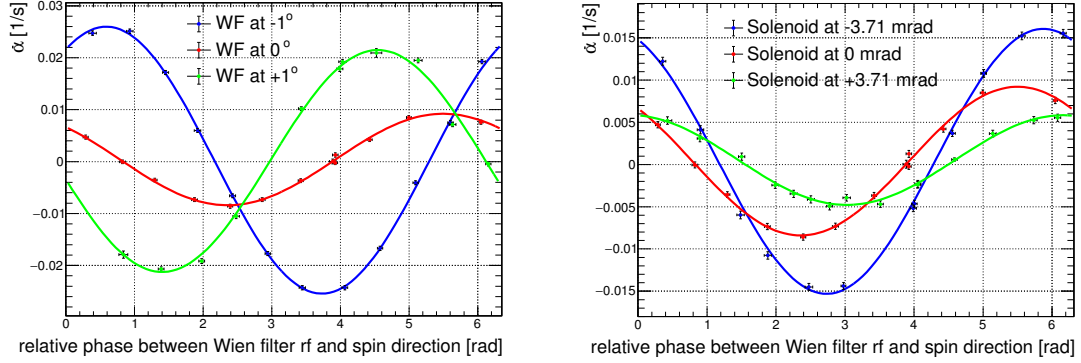 α [1/s]
WF at -1°
WF at 0°
WF at +1°
0.02
0.01
0
−0.01
−0.02
0 1 2 3 4 5 6
relative phase between Wien filter rf and spin direction [rad]
α [1/s]
Solenoid at -3.71 mrad
Solenoid at 0 mrad
Solenoid at +3.71 mrad
0.015
0.01
0.005
0
−0.005
−0.01
−0.015
0 1 2 3 4 5 6
relative phase between Wien filter rf and spin direction [rad]